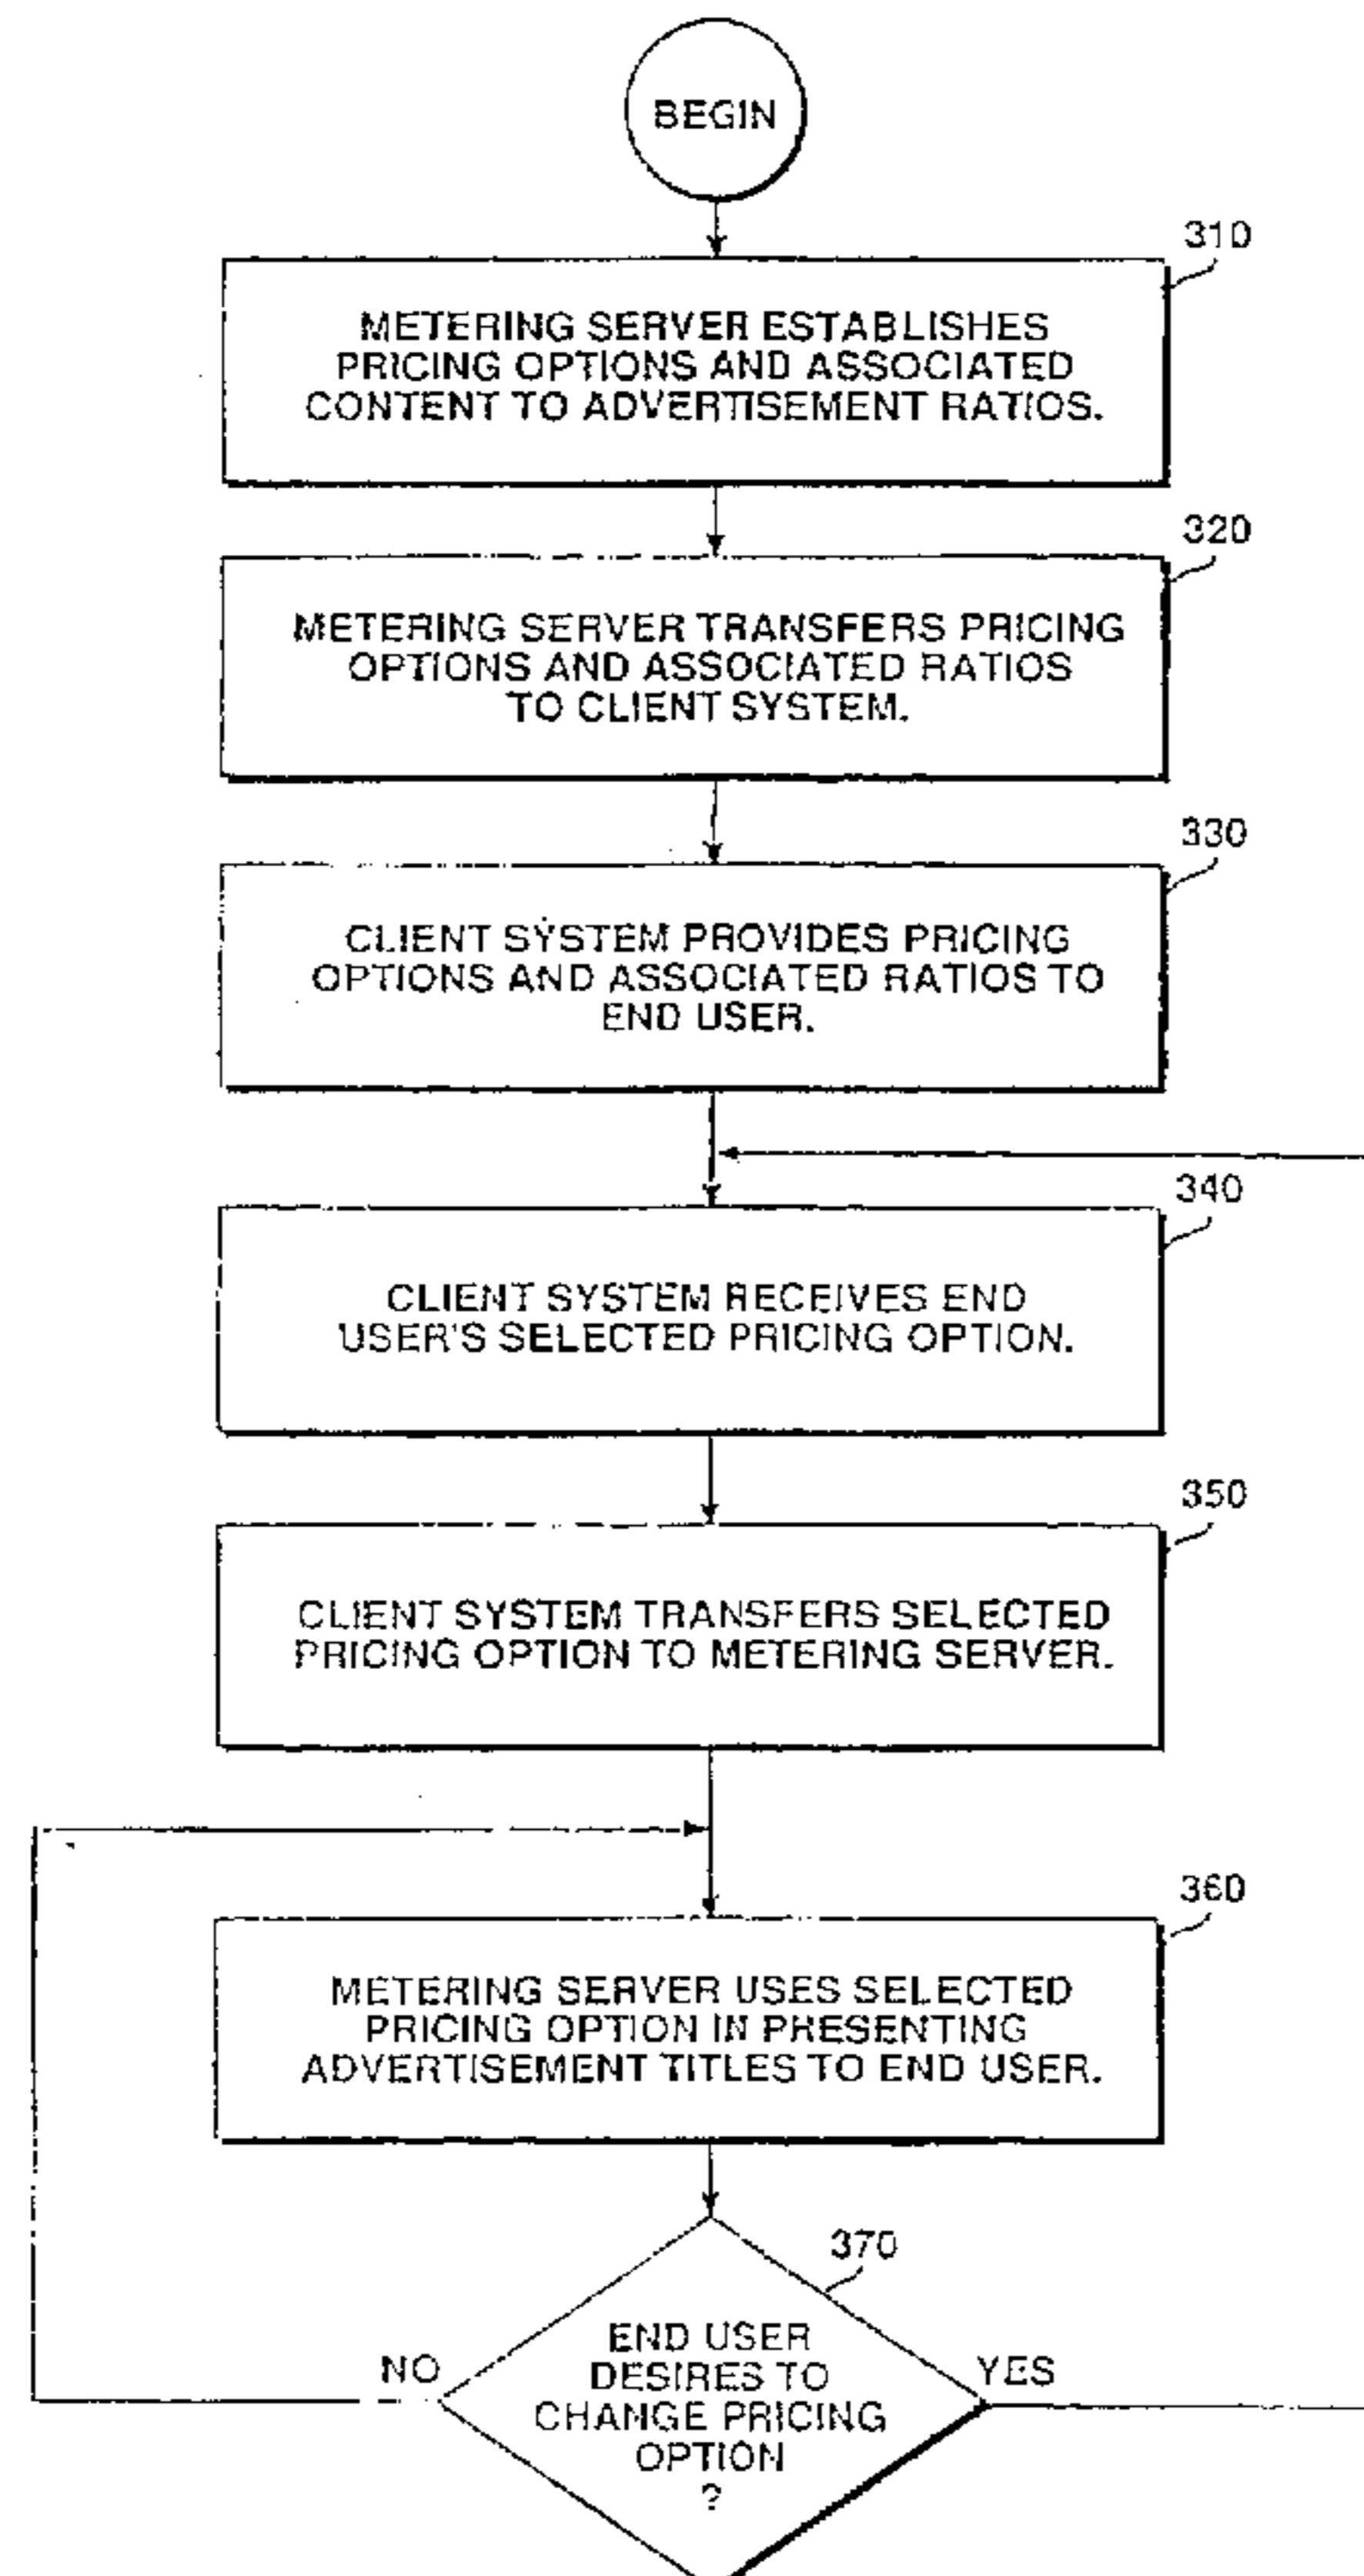 BEGIN
310
METERING SERVER ESTABLISHES
PRICING OPTIONS AND ASSOCIATED
CONTENT TO ADVERTISEMENT RATIOS.
320
METERING SERVER TRANSFERS PRICING
OPTIONS AND ASSOCIATED RATIOS
TO CLIENT SYSTEM.
330
CLIENT SYSTEM PROVIDES PRICING
OPTIONS AND ASSOCIATED RATIOS TO
END USER.
340
CLIENT SYSTEM RECEIVES END
USER'S SELECTED PRICING OPTION.
350
CLIENT SYSTEM TRANSFERS SELECTED
PRICING OPTION TO METERING SERVER.
360
METERING SERVER USES SELECTED
PRICING OPTION IN PRESENTING
ADVERTISEMENT TITLES TO END USER.
370
NO
YES
END USER
DESIRES TO
CHANGE PRICING
OPTION
?